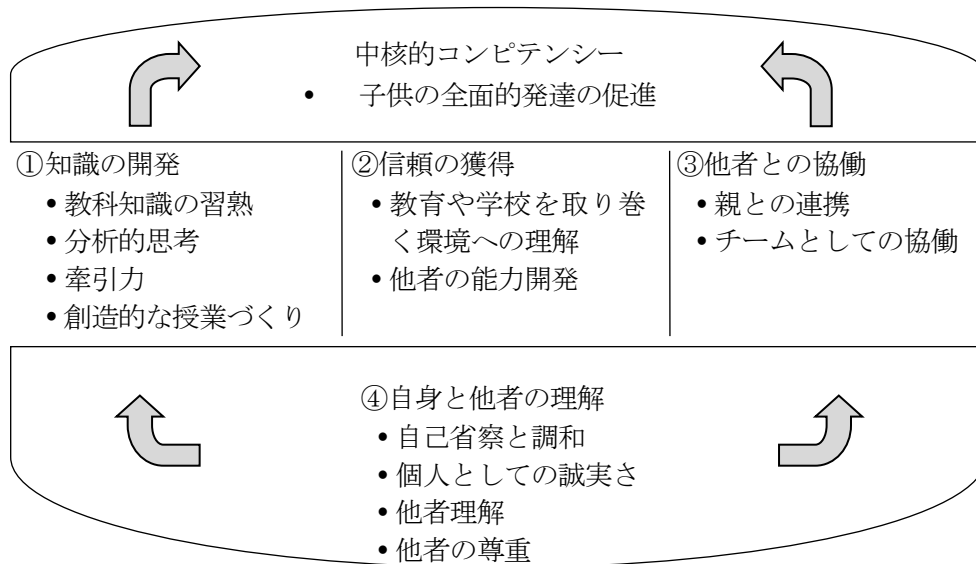 中核的コンピテンシー
• 子供の全面的発達の促進
①知識の開発
• 教科知識の習熟
• 分析的思考
• 牽引力
• 創造的な授業づくり
②信頼の獲得
• 教育や学校を取り巻
く環境への理解
• 他者の能力開発
③他者との協働
• 親との連携
• チームとしての協働
④自身と他者の理解
• 自己省察と調和
• 個人としての誠実さ
• 他者理解
• 他者の尊重